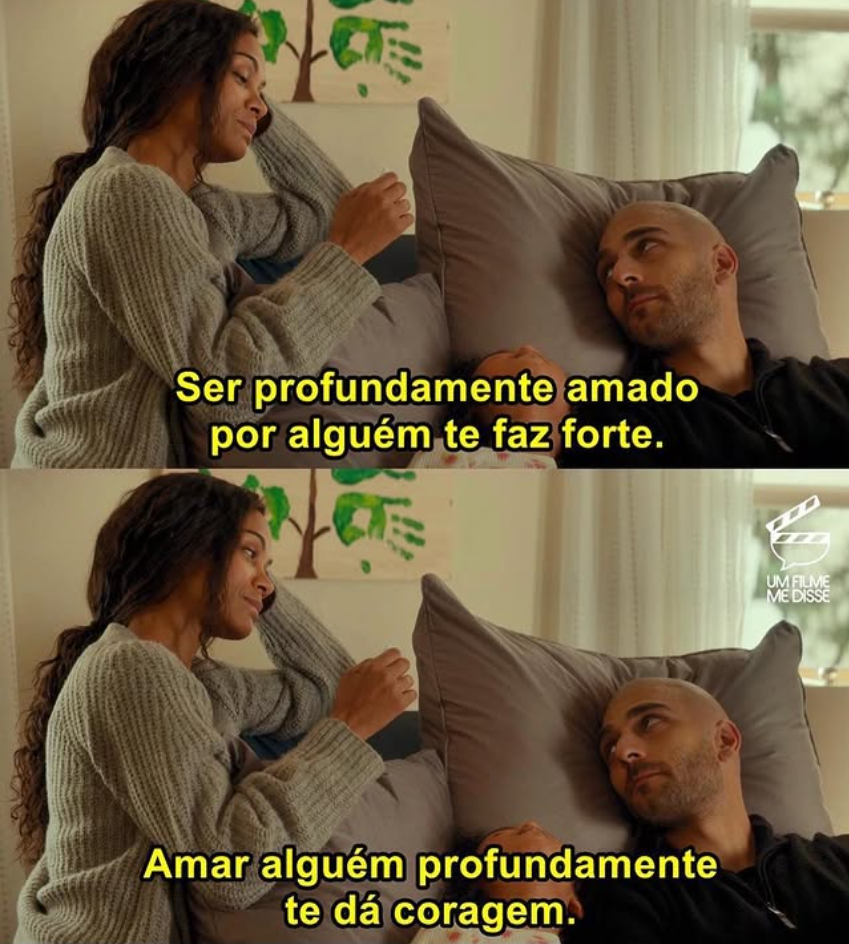 Ser profundamente amado
por alguém te faz forte.
UM FILME
ME DISSE
Amar alguém profundamente
te dá coragem.